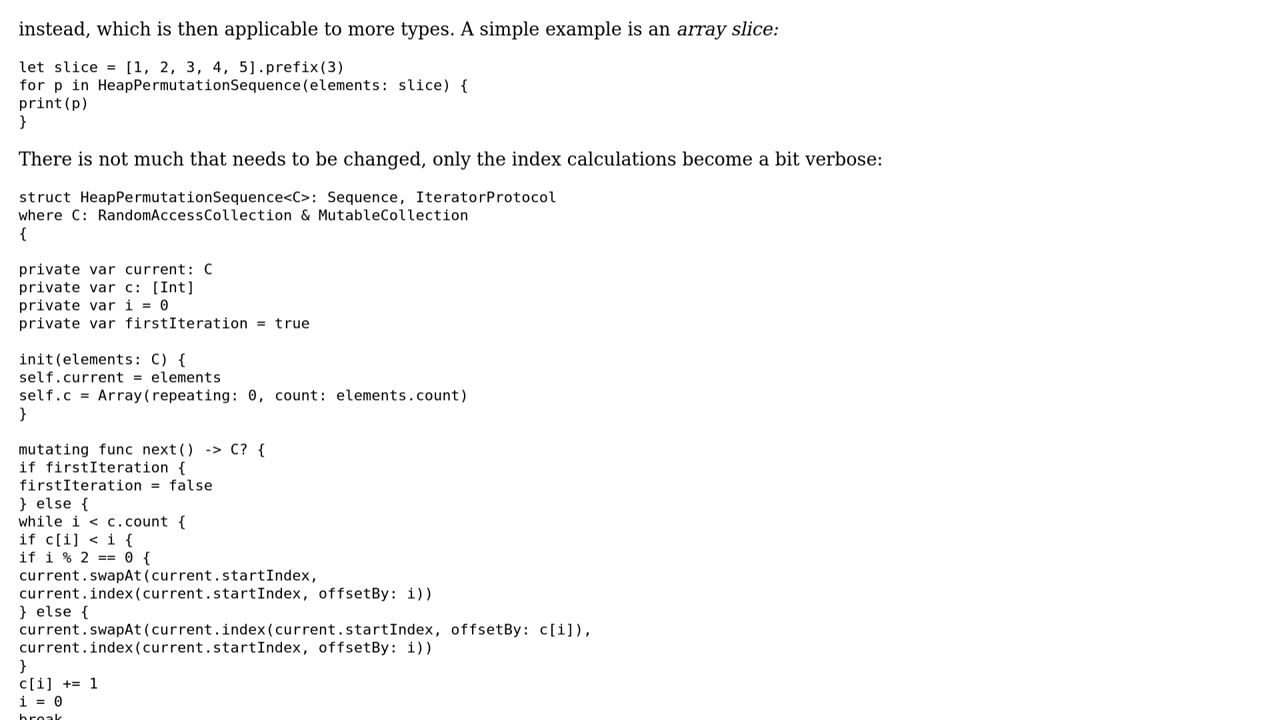 instead, which is then applicable to more types. A simple example is an array slice:
let slice = [1, 2, 3, 4, 5].prefix(3)
for p in HeapPermutationSequence(elements: slice) {
print(p)
}
There is not much that needs to be changed, only the index calculations become a bit verbose:
struct HeapPermutationSequence<C>: Sequence, IteratorProtocol
where C: RandomAccessCollection & MutableCollection
{
private var current: C
private var c: [Int]
private var i = 0
private var firstIteration = true
init(elements: C) {
self.current = elements
self.c = Array(repeating: 0, count: elements.count)
}
mutating func next() -> C? {
if firstIteration {
firstIteration = false
} else {
while i < c.count {
if c[i] < i {
if i % 2 == 0 {
current.swapAt(current.startIndex,
current.index(current.startIndex, offsetBy: i))
} else {
current.swapAt(current.index(current.startIndex, offsetBy: c[i]),
current.index(current.startIndex, offsetBy: i))
}
c[i] += 1
i = 0
break